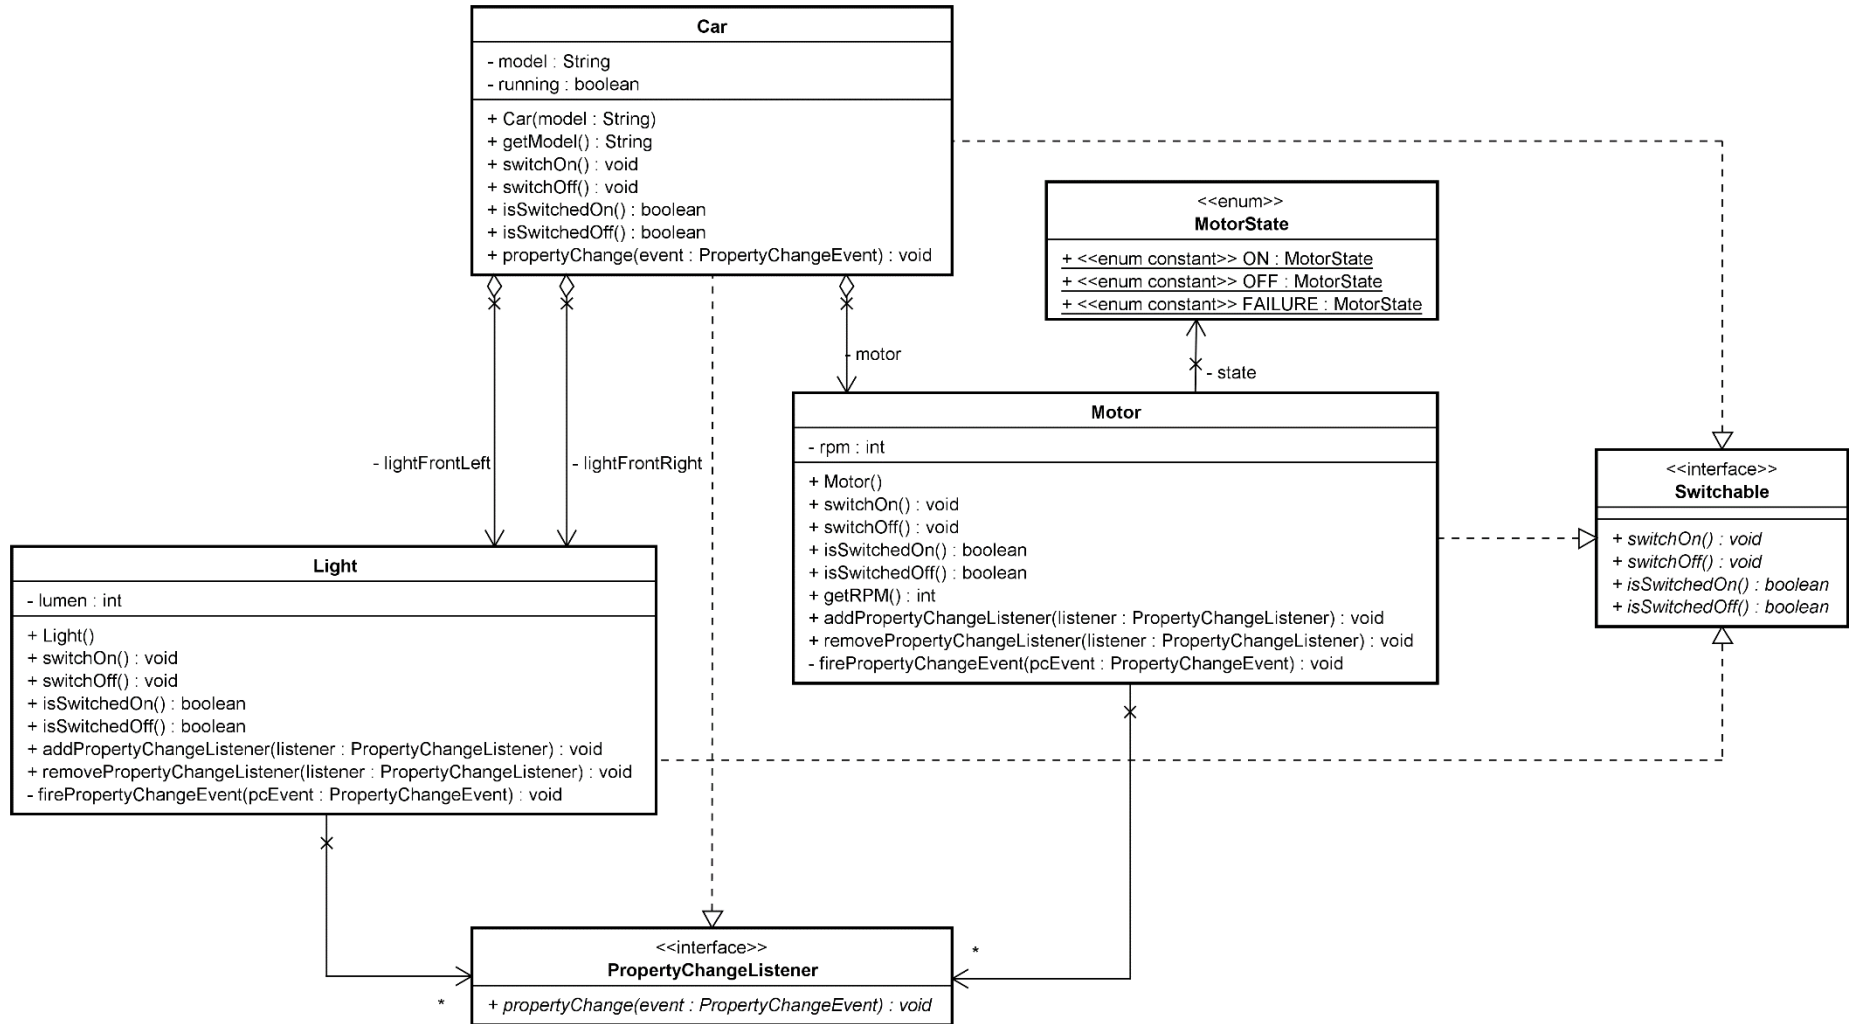 Car
- model : String
- running : boolean
+ Car(model : String)
+ getModel() : String
+ switchOn() : void
+ switchOff() : void
+ isSwitchedOn() : boolean
+ isSwitchedOff() : boolean
+ propertyChange(event : PropertyChangeEvent) : void
<<enum>>
MotorState
+ <<enum constant>> ON : MotorState
+ <<enum constant>> OFF : MotorState
+ <<enum constant>> FAILURE : MotorState
- motor
- state
- lightFrontLeft
- lightFrontRight
Motor
- rpm : int
+ Motor()
+ switchOn() : void
+ switchOff() : void
+ isSwitchedOn() : boolean
+ isSwitchedOff() : boolean
+ getRPM() : int
+ addPropertyChangeListener(listener : PropertyChangeListener) : void
+ removePropertyChangeListener(listener : PropertyChangeListener) : void
- firePropertyChangeEvent(pcEvent : PropertyChangeEvent) : void
<<interface>>
Switchable
+ switchOn() : void
+ switchOff() : void
+ isSwitchedOn() : boolean
+ isSwitchedOff() : boolean
Light
- lumen : int
+ Light()
+ switchOn() : void
+ switchOff() : void
+ isSwitchedOn() : boolean
+ isSwitchedOff() : boolean
+ addPropertyChangeListener(listener : PropertyChangeListener) : void
+ removePropertyChangeListener(listener : PropertyChangeListener) : void
- firePropertyChangeEvent(pcEvent : PropertyChangeEvent) : void
*
*
<<interface>>
PropertyChangeListener
+ propertyChange(event : PropertyChangeEvent) : void